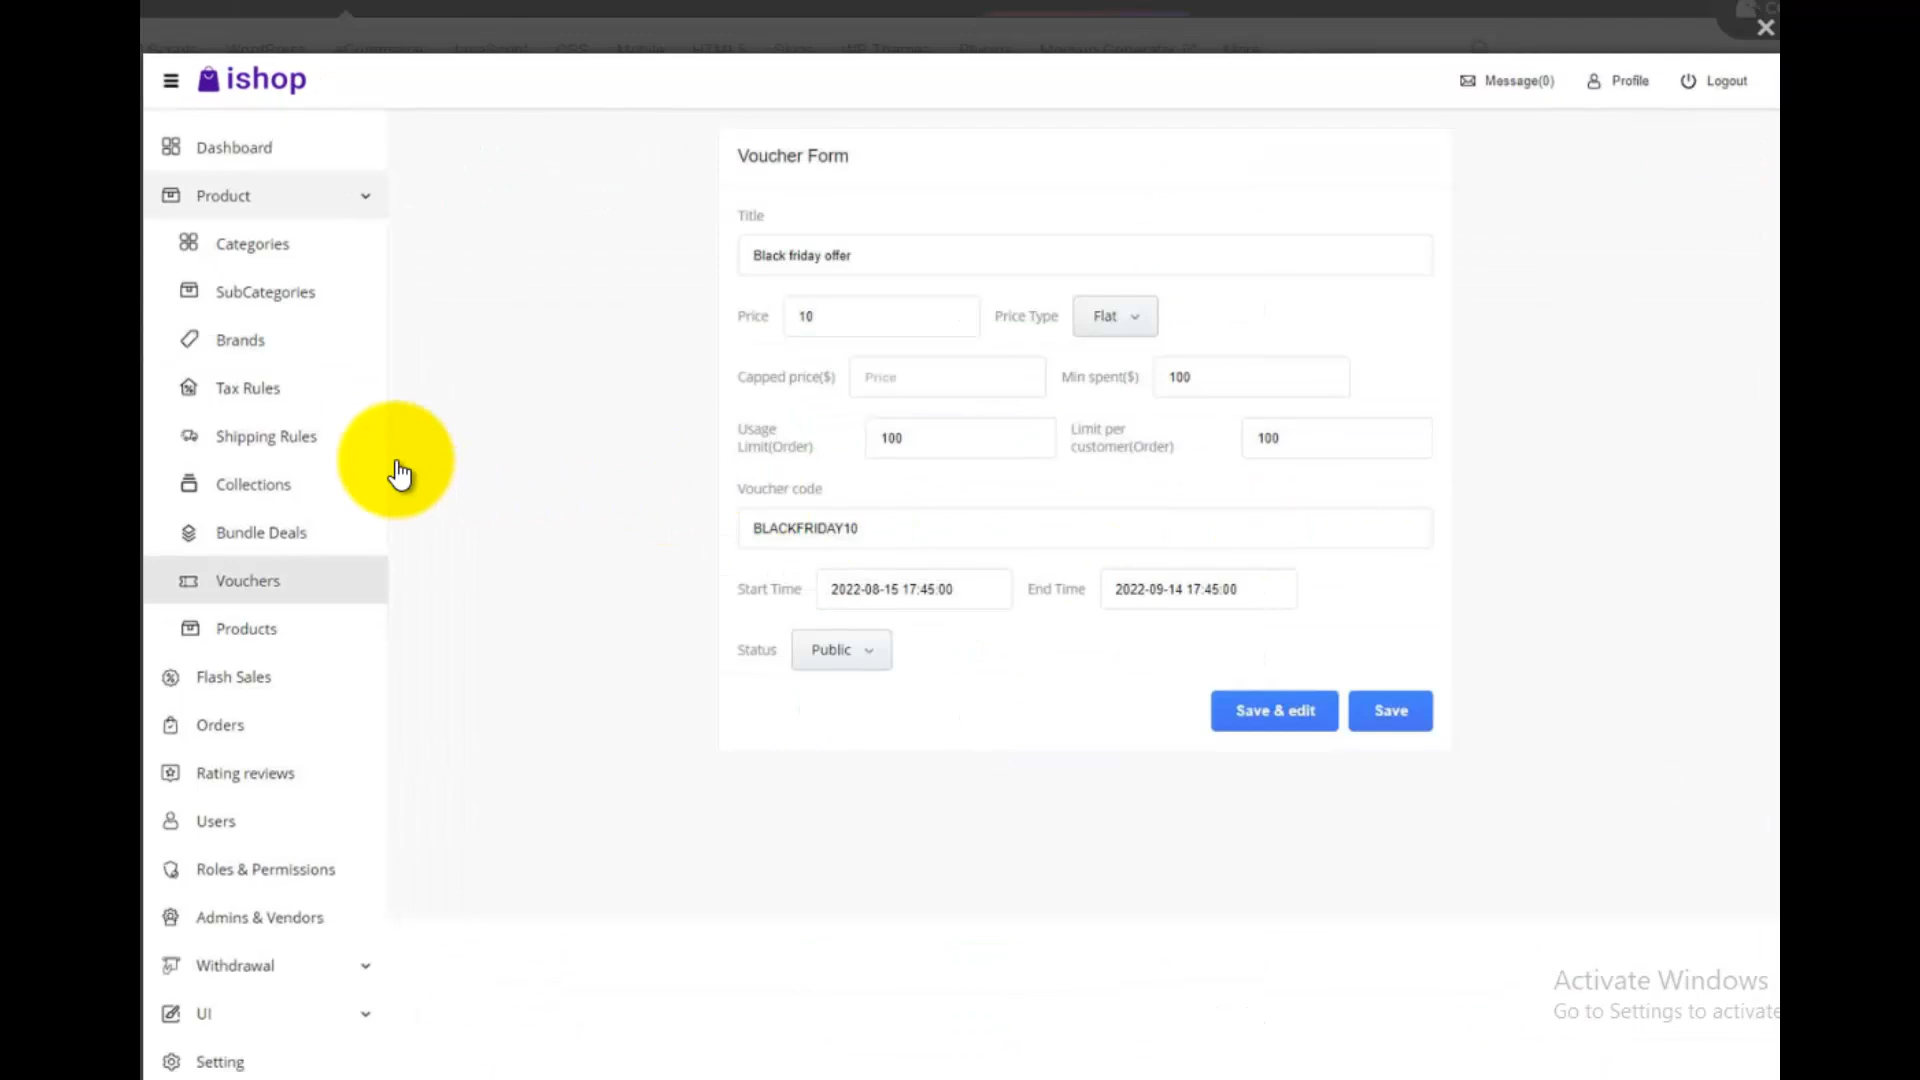 ishop
Message(0)
Profile
Logout
Dashboard
Product
Categories
SubCategories
Brands
Tax Rules
Shipping Rules
Collections
Bundle Deals
Vouchers
Products
Flash Sales
Orders
Rating reviews
Users
Roles & Permissions
Admins & Vendors
Withdrawal
UI
Setting
Voucher Form
Title
Black friday offer
Price 10 Price Type Flat
Capped price($) Price Min spent($) 100
Usage
Limit(Order) 100
Limit per
customer(Order) 100
Voucher code
BLACKFRIDAY10
Start Time 2022-08-15 17:45:00 End Time 2022-09-14 17:45:00
Status Public
Save & edit Save
Activate Windows
Go to Settings to activate